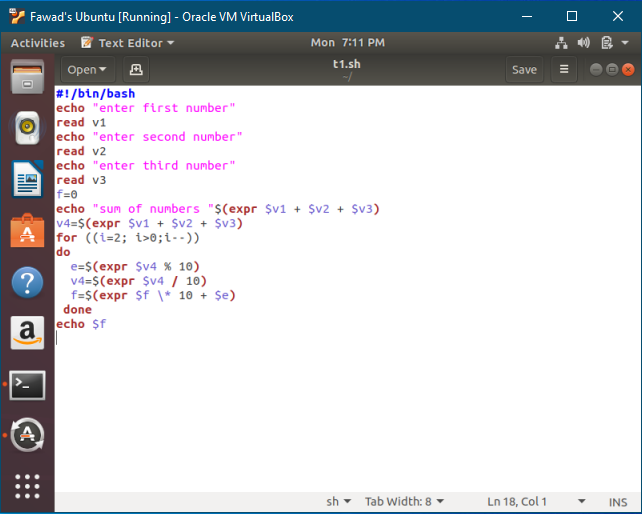 Fawad's Ubuntu [Running] - Oracle VM VirtualBox
Activities Text Editor Mon 7:11 PM
Open t1.sh Save
~/
#!/bin/bash
echo "enter first number"
read v1
echo "enter second number"
read v2
echo "enter third number"
read v3
f=0
echo "sum of numbers "$(expr $v1 + $v2 + $v3)
v4=$(expr $v1 + $v2 + $v3)
for ((i=2; i>0;i--))
do
  e=$(expr $v4 % 10)
  v4=$(expr $v4 / 10)
  f=$(expr $f \* 10 + $e)
 done
echo $f
sh Tab Width: 8 Ln 18, Col 1 INS